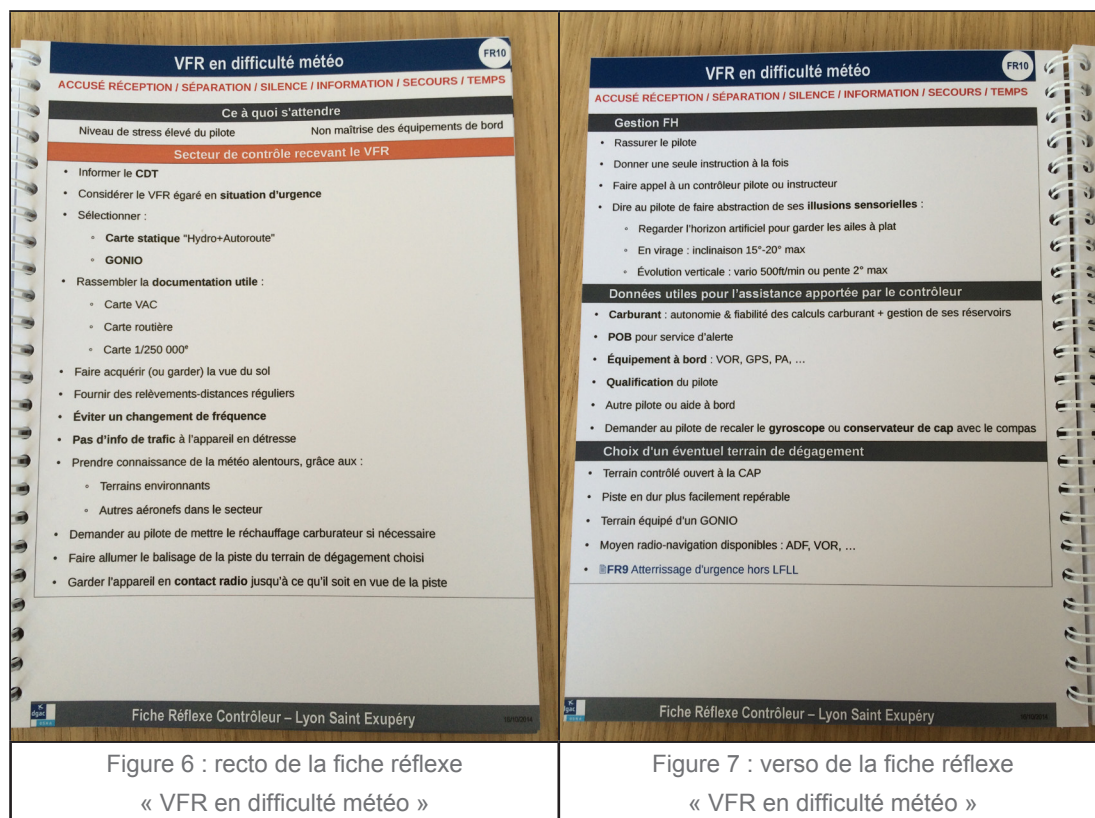 VFR en difficulté météo
FR10
ACCUSÉ RÉCEPTION / SÉPARATION / SILENCE / INFORMATION / SECOURS / TEMPS
Ce à quoi s'attendre
Niveau de stress élevé du pilote Non maîtrise des équipements de bord
Secteur de contrôle recevant le VFR
• Informer le CDT
• Considérer le VFR égaré en situation d'urgence
• Sélectionner :
◦ Carte statique "Hydro+Autoroute"
◦ GONIO
• Rassembler la documentation utile :
◦ Carte VAC
◦ Carte routière
◦ Carte 1/250 000e
• Faire acquérir (ou garder) la vue du sol
• Fournir des relèvements-distances réguliers
• Éviter un changement de fréquence
• Pas d'info de trafic à l'appareil en détresse
• Prendre connaissance de la météo alentours, grâce aux :
◦ Terrains environnants
◦ Autres aéronefs dans le secteur
• Demander au pilote de mettre le réchauffage carburateur si nécessaire
• Faire allumer le balisage de la piste du terrain de dégagement choisi
• Garder l'appareil en contact radio jusqu'à ce qu'il soit en vue de la piste
dgac
Fiche Réflexe Contrôleur – Lyon Saint Exupéry
Figure 6 : recto de la fiche réflexe
« VFR en difficulté météo »
VFR en difficulté météo
FR10
ACCUSÉ RÉCEPTION / SÉPARATION / SILENCE / INFORMATION / SECOURS / TEMPS
Gestion FH
• Rassurer le pilote
• Donner une seule instruction à la fois
• Faire appel à un contrôleur pilote ou instructeur
• Dire au pilote de faire abstraction de ses illusions sensorielles :
◦ Regarder l'horizon artificiel pour garder les ailes à plat
◦ En virage : inclinaison 15°-20° max
◦ Évolution verticale : vario 500ft/min ou pente 2° max
Données utiles pour l'assistance apportée par le contrôleur
• Carburant : autonomie & fiabilité des calculs carburant + gestion de ses réservoirs
• POB pour service d'alerte
• Équipement à bord : VOR, GPS, PA, …
• Qualification du pilote
• Autre pilote ou aide à bord
• Demander au pilote de recaler le gyroscope ou conservateur de cap avec le compas
Choix d'un éventuel terrain de dégagement
• Terrain contrôlé ouvert à la CAP
• Piste en dur plus facilement repérable
• Terrain équipé d'un GONIO
• Moyen radio-navigation disponibles : ADF, VOR, …
• FR9 Atterrissage d'urgence hors LFLL
dgac
Fiche Réflexe Contrôleur – Lyon Saint Exupéry
Figure 7 : verso de la fiche réflexe
« VFR en difficulté météo »